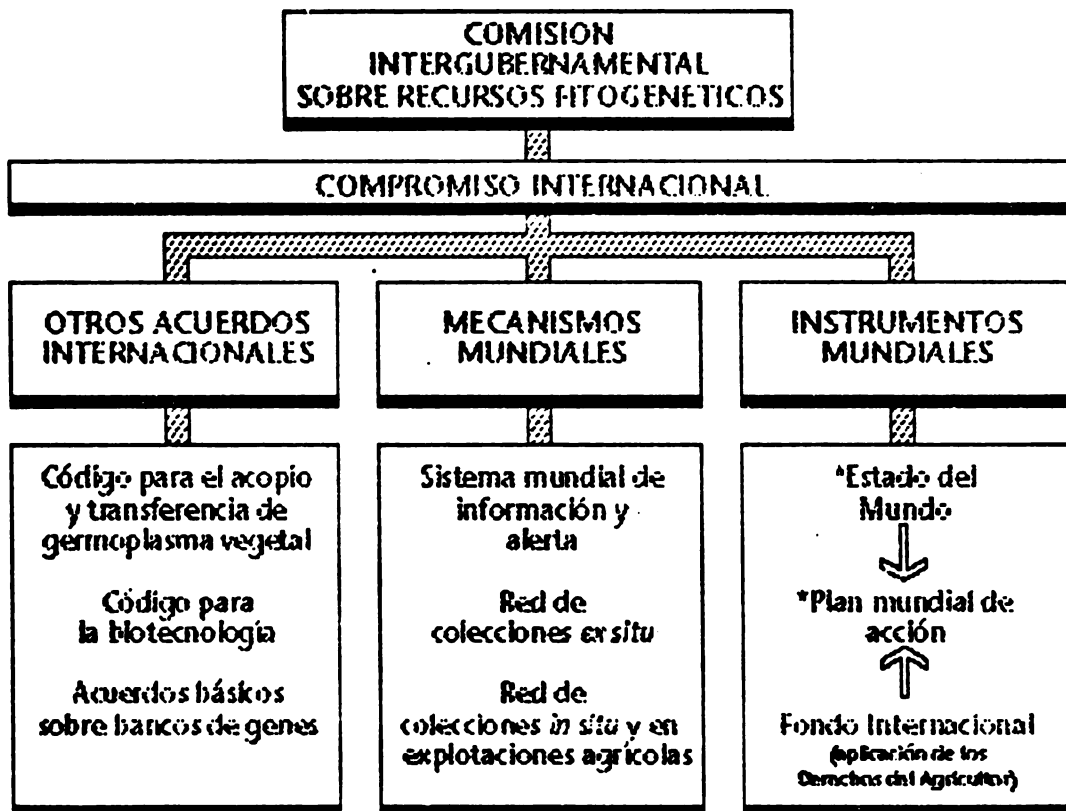 COMISION
INTERGUBERNAMENTAL
SOBRE RECURSOS FITOGENETICOS
COMPROMISO INTERNACIONAL
OTROS ACUERDOS
INTERNACIONALES
Código para el acopio
y transferencia de
germoplasma vegetal
Código para
la biotecnología
Acuerdos básicos
sobre bancos de genes
MECANISMOS
MUNDIALES
Sistema mundial de
información y
alerta
Red de
colecciones ex situ
Red de
colecciones in situ y en
explotaciones agrícolas
INSTRUMENTOS
MUNDIALES
*Estado del
Mundo
*Plan mundial de
acción
Fondo Internacional
(aplicación de los
Derechos del Agricultor)